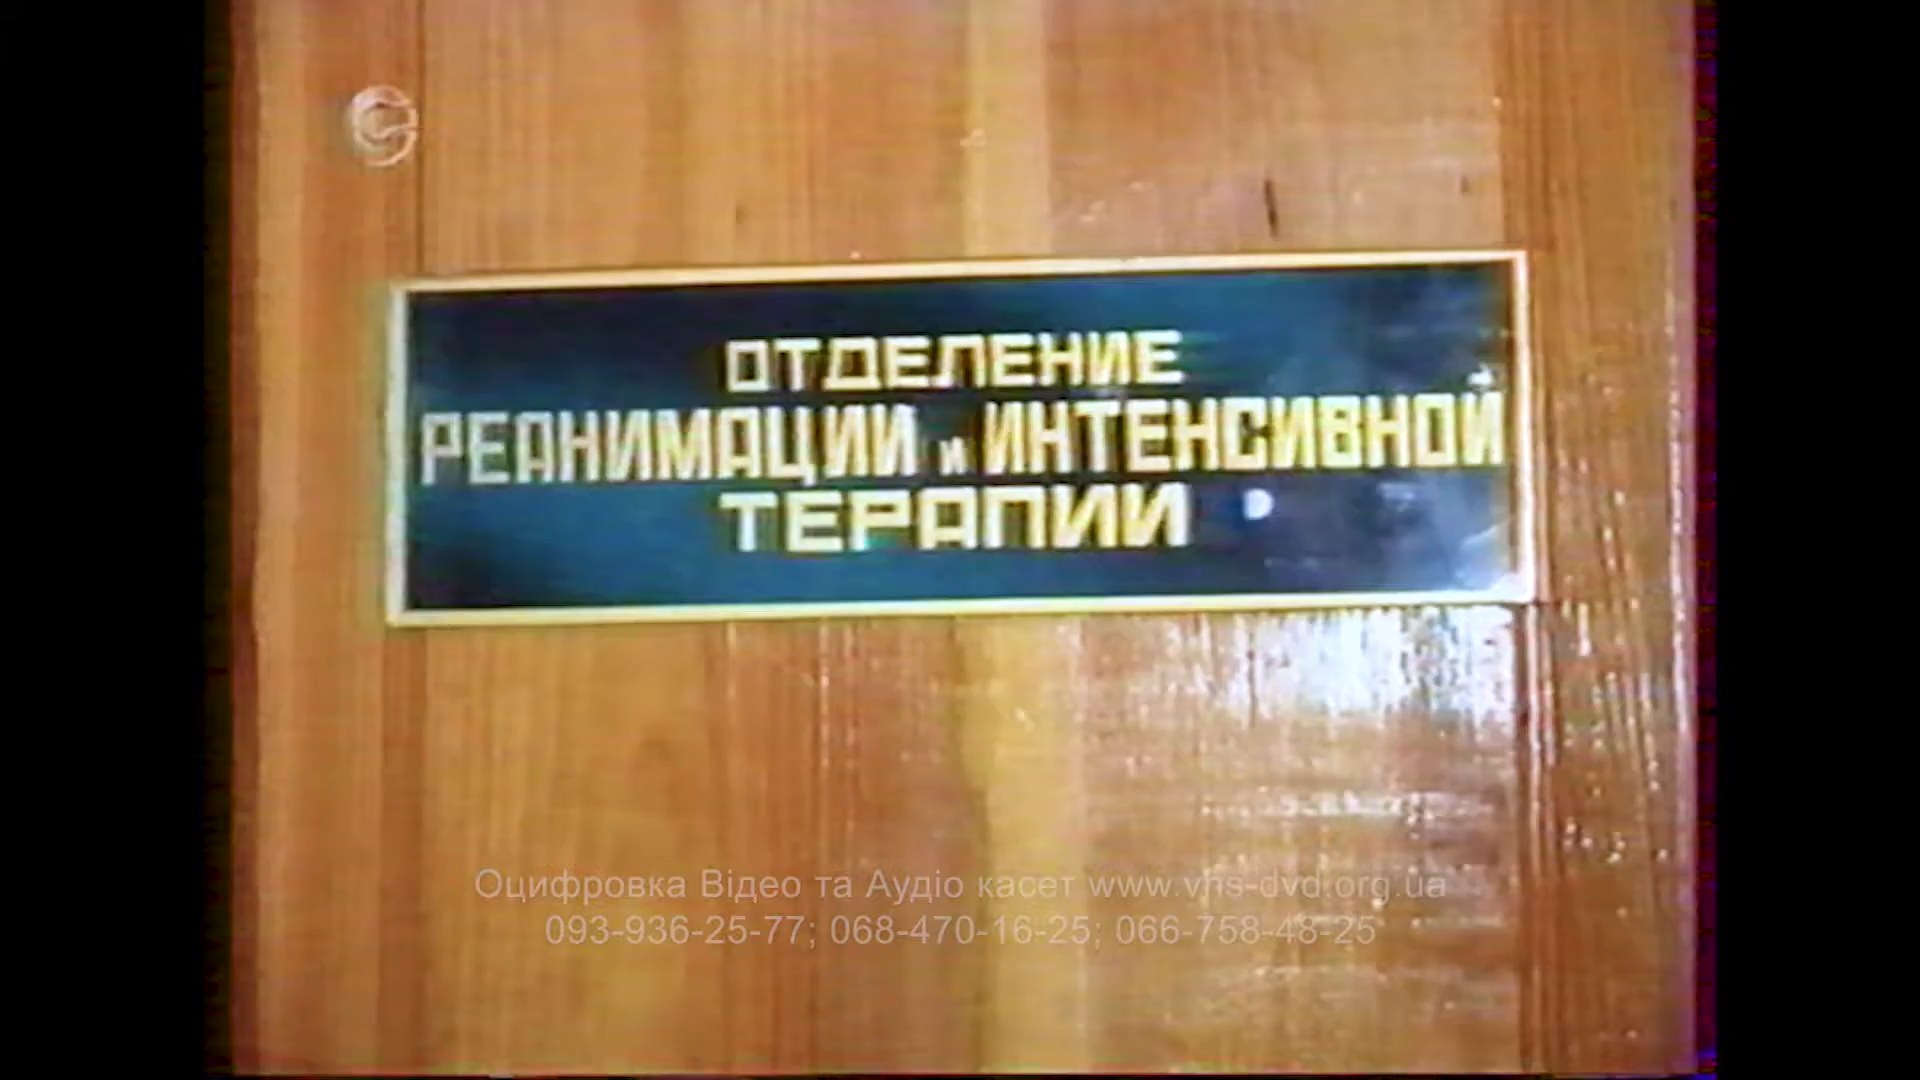 ОТДЕЛЕНИЕ
РЕАНИМАЦИИ и ИНТЕНСИВНОЙ
ТЕРАПИИ
Оцифровка Відео та Аудіо касет www.vhs-dvd.org.ua
093-936-25-77; 068-470-16-25; 066-758-48-25